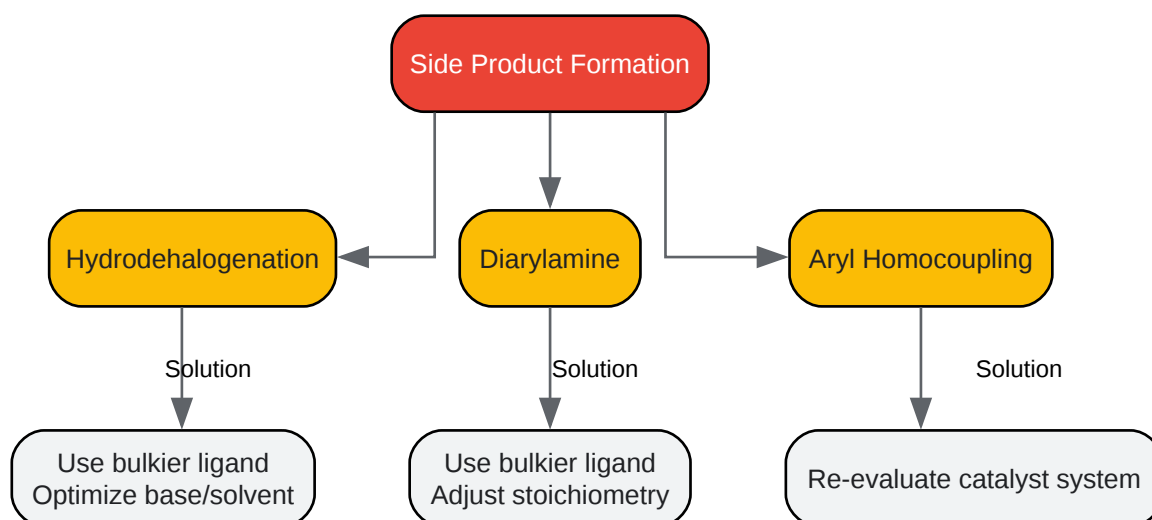 Side Product Formation
Hydrodehalogenation
Diarylamine
Aryl Homocoupling
Solution
Solution
Solution
Use bulkier ligand
Optimize base/solvent
Use bulkier ligand
Adjust stoichiometry
Re-evaluate catalyst system